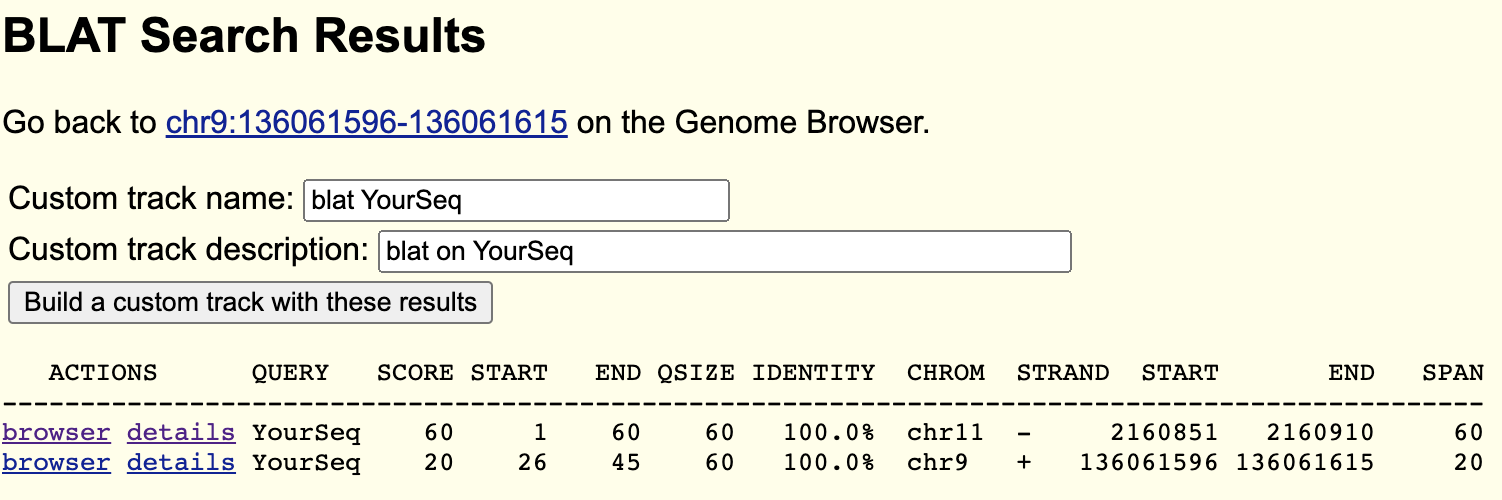 BLAT Search Results
Go back to chr9:136061596-136061615 on the Genome Browser.
Custom track name: blat YourSeq
Custom track description: blat on YourSeq
Build a custom track with these results
ACTIONS QUERY SCORE START END QSIZE IDENTITY CHROM STRAND START END SPAN
-----------------------------------------------------------------------------------------------
browser details YourSeq 60 1 60 60 100.0% chr11 - 2160851 2160910 60
browser details YourSeq 20 26 45 60 100.0% chr9 + 136061596 136061615 20